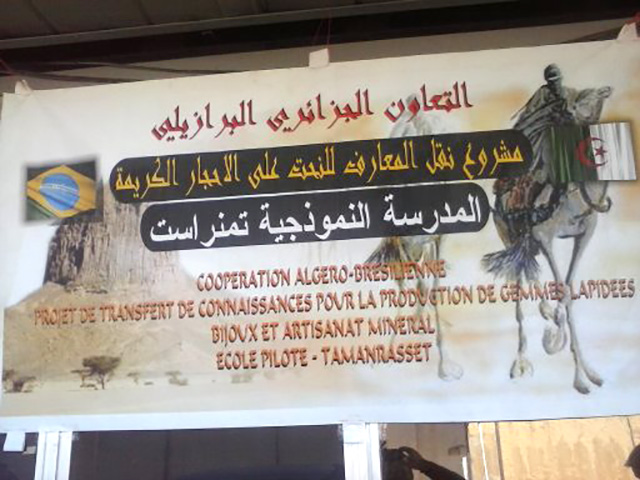 التعاون الجزائري البرازيلي
مشروع نقل المعارف للنحت على الاحجار الكريمة
المدرسة النموذجية تمنراست
COOPERATION ALGERO-BRESILIENNE
PROJET DE TRANSFERT DE CONNAISSANCES POUR LA PRODUCTION DE GEMMES LAPIDEES
BIJOUX ET ARTISANAT MINERAL
ECOLE PILOTE - TAMANRASSET